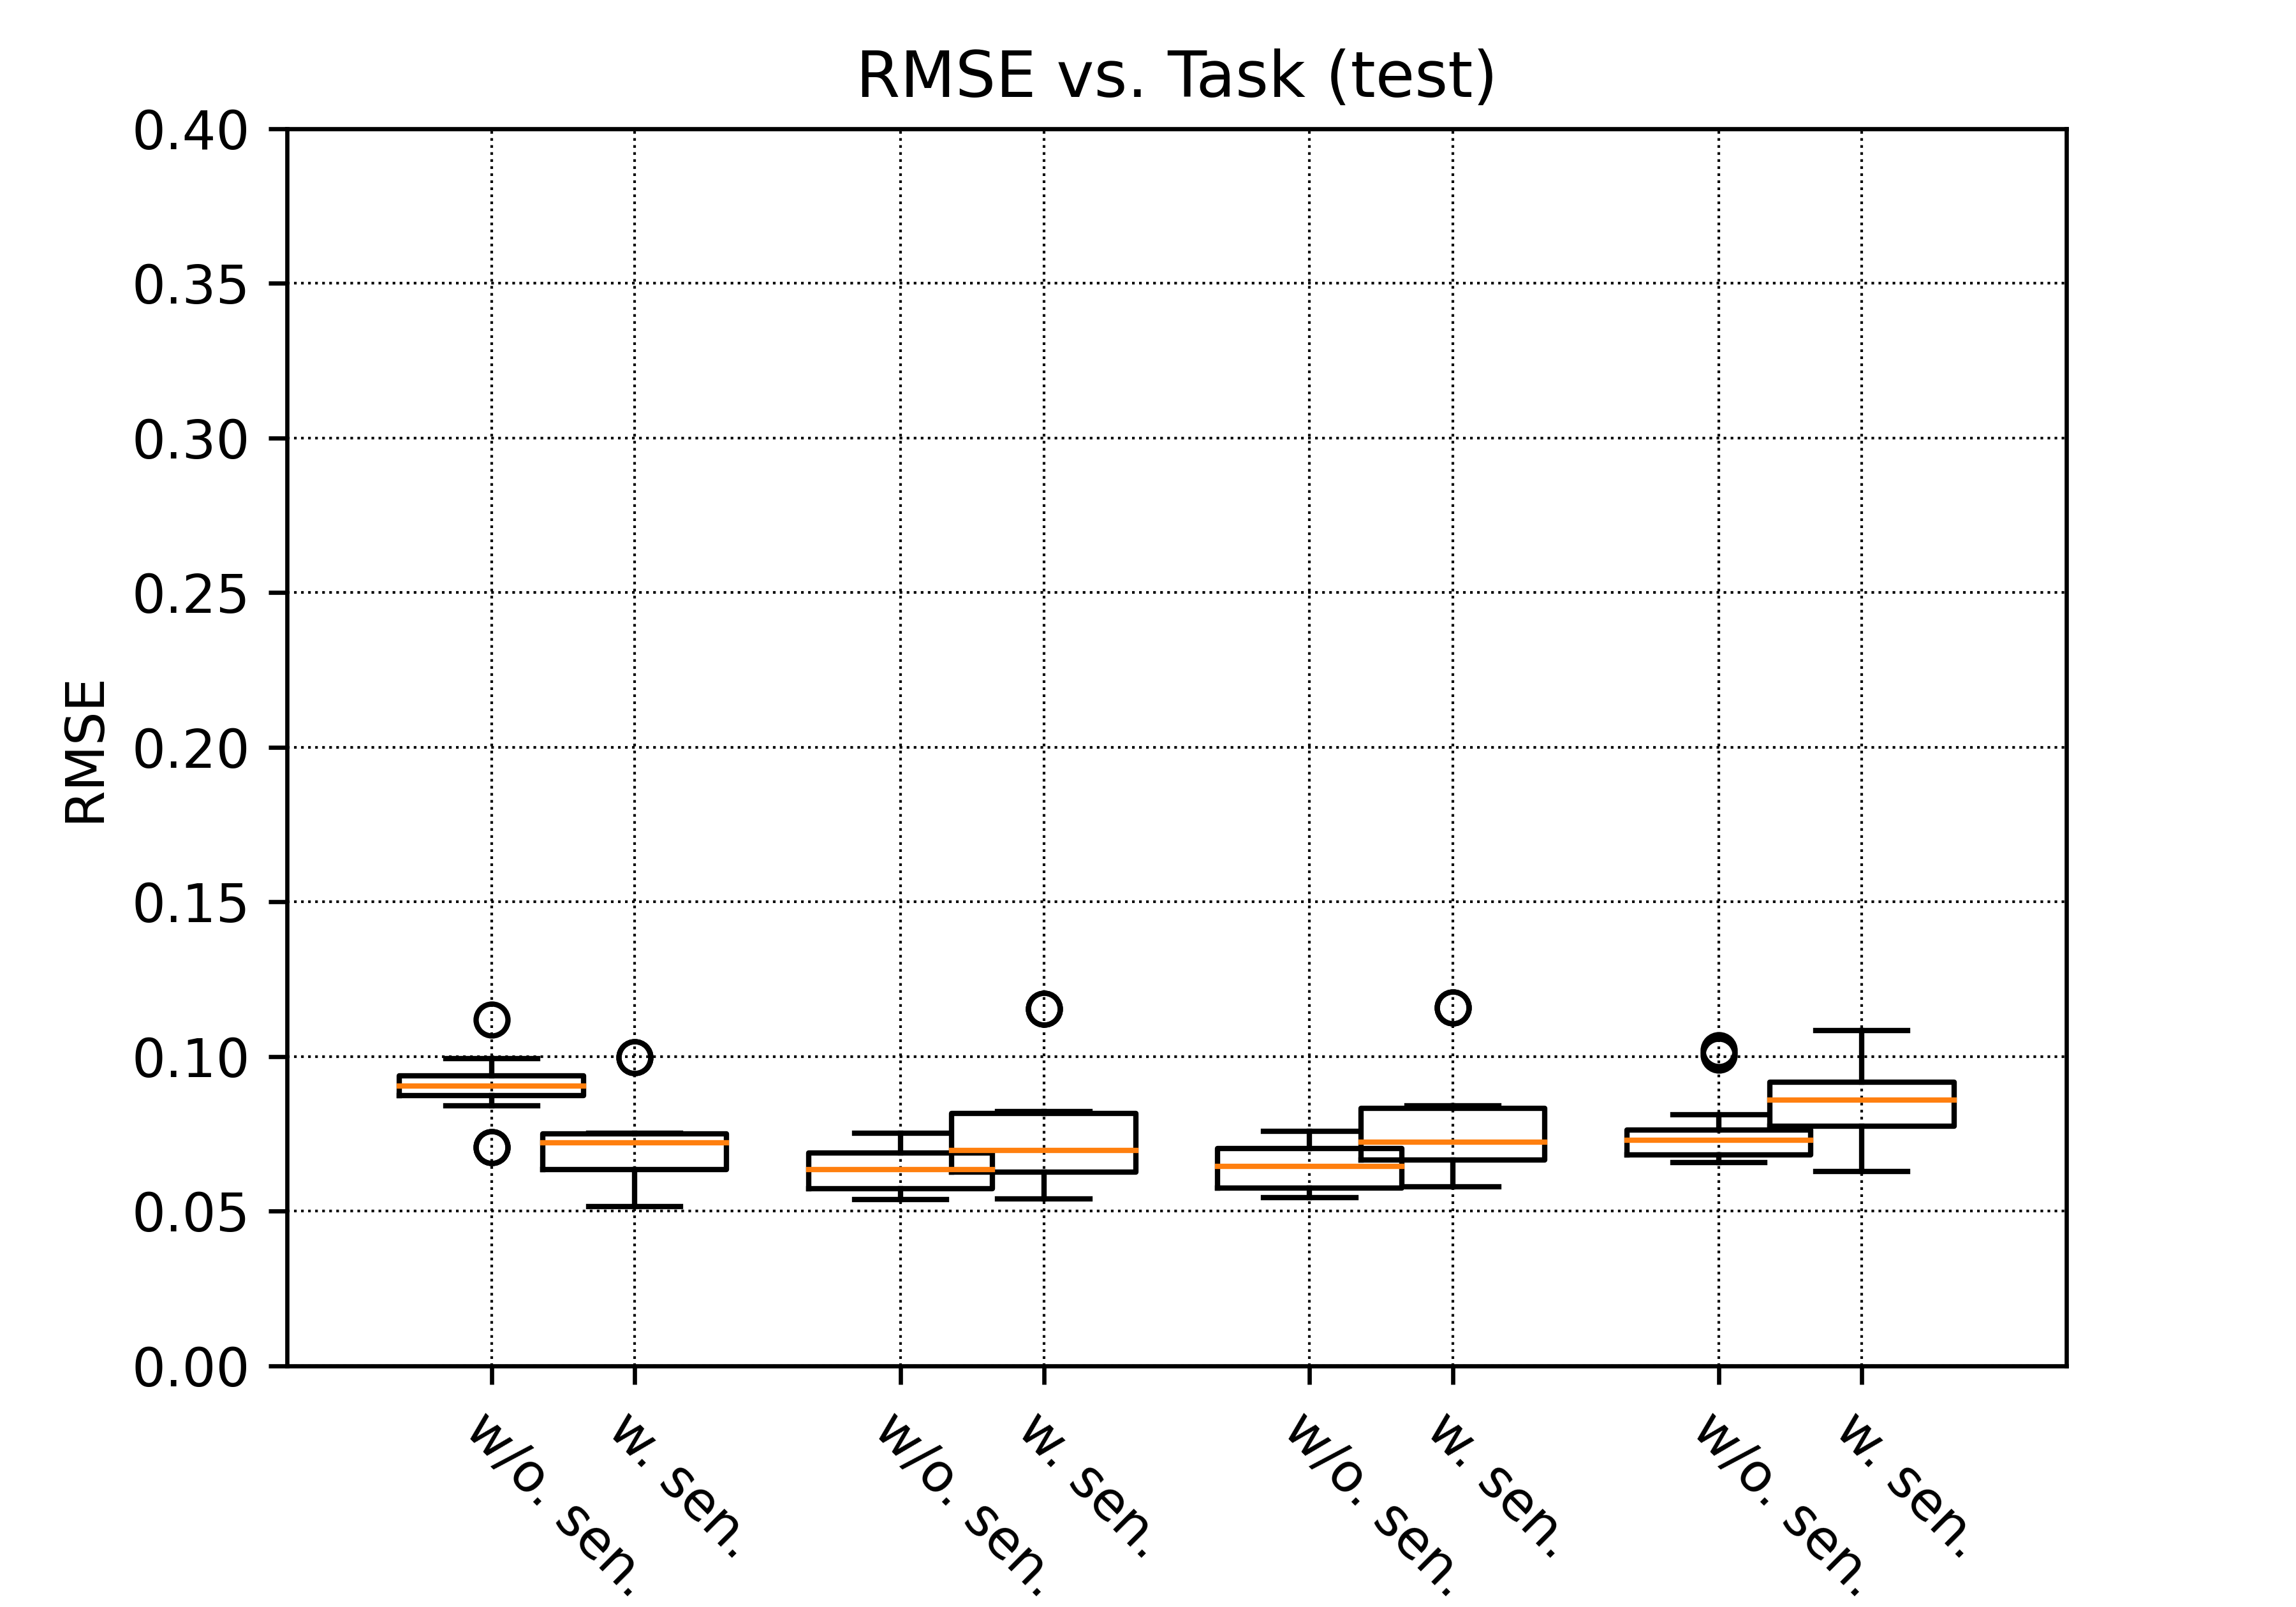 RMSE vs. Task (test)
0.40
0.35
0.30
0.25
0.20
0.15
0.10
0.05
0.00
RMSE
w/o. sen.
w. sen.
w/o. sen.
w. sen.
w/o. sen.
w. sen.
w/o. sen.
w. sen.